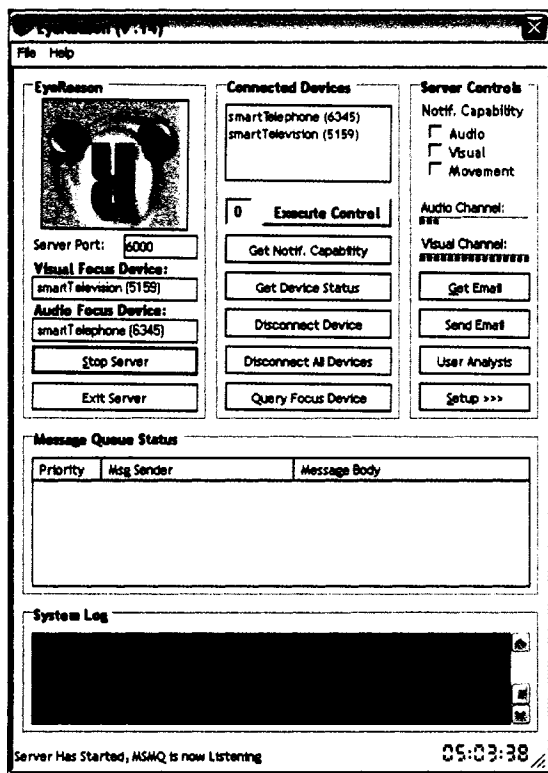 EyeReason
File Help
EyeReason
Server Port: 6000
Visual Focus Device:
smartTelevision (5159)
Audio Focus Device:
smartTelephone (6345)
Stop Server
Exit Server
Connected Devices
smartTelephone (6345)
smartTelevision (5159)
0 Execute Control
Get Notif. Capability
Get Device Status
Disconnect Device
Disconnect All Devices
Query Focus Device
Server Controls
Notif. Capability
Audio
Visual
Movement
Audio Channel:
Visual Channel:
Get Email
Send Email
User Analysis
Setup >>>
Message Queue Status
Priority Msg Sender Message Body
System Log
Server Has Started, MSMQ is now Listening 05:03:38